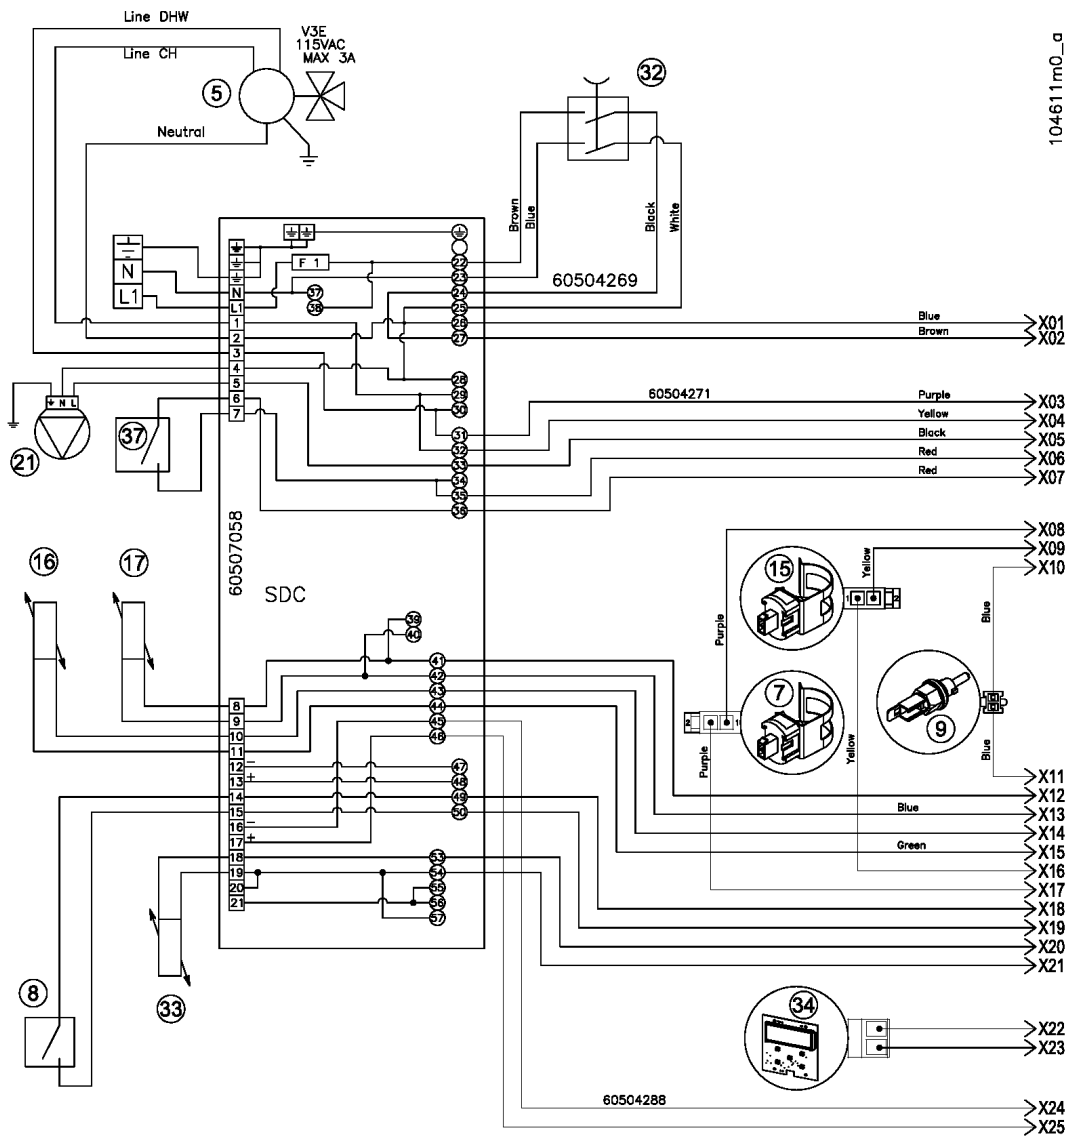 Line DHW
Line CH
V3E
115VAC
MAX 3A
5
Neutral
32
104611m0_a
Brown
Blue
Black
White
N
L1
F 1
N
L1
1
2
3
4
5
6
7
37
38
22
23
24
25
26
27
28
29
30
31
32
33
34
35
36
60504269
Blue
X01
Brown
X02
60504271
Purple
X03
Yellow
X04
Black
X05
Red
X06
Red
X07
N L
21
37
60507058
SDC
16
17
X08
X09
X10
15
Yellow
1
2
Purple
Blue
7
2
1
9
Purple
Yellow
Blue
39
40
41
42
43
44
45
46
47
48
49
50
53
54
55
56
57
8
9
10
11
12 -
13 +
14
15
16 -
17 +
18
19
20
21
X11
X12
Blue
X13
X14
Green
X15
X16
X17
X18
X19
X20
X21
8
33
34
X22
X23
60504288
X24
X25